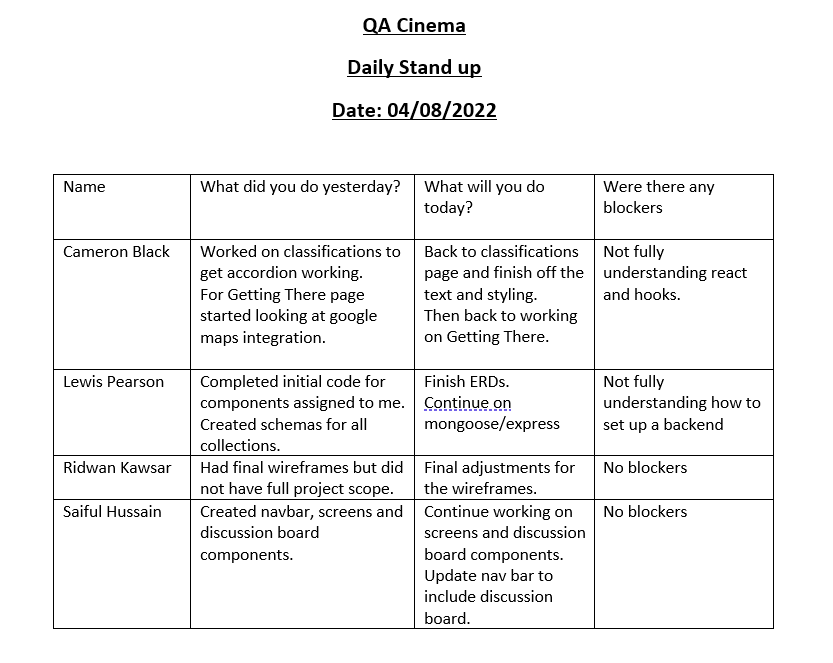 QA Cinema
Daily Stand up
Date: 04/08/2022
Name
What did you do yesterday?
What will you do
today?
Were there any
blockers
Cameron Black
Worked on classifications to
get accordion working.
For Getting There page
started looking at google
maps integration.
Back to classifications
page and finish off the
text and styling.
Then back to working
on Getting There.
Not fully
understanding react
and hooks.
Lewis Pearson
Completed initial code for
components assigned to me.
Created schemas for all
collections.
Finish ERDs.
Continue on
mongoose/express
Not fully
understanding how to
set up a backend
Ridwan Kawsar
Had final wireframes but did
not have full project scope.
Final adjustments for
the wireframes.
No blockers
Saiful Hussain
Created navbar, screens and
discussion board
components.
Continue working on
screens and discussion
board components.
Update nav bar to
include discussion
board.
No blockers